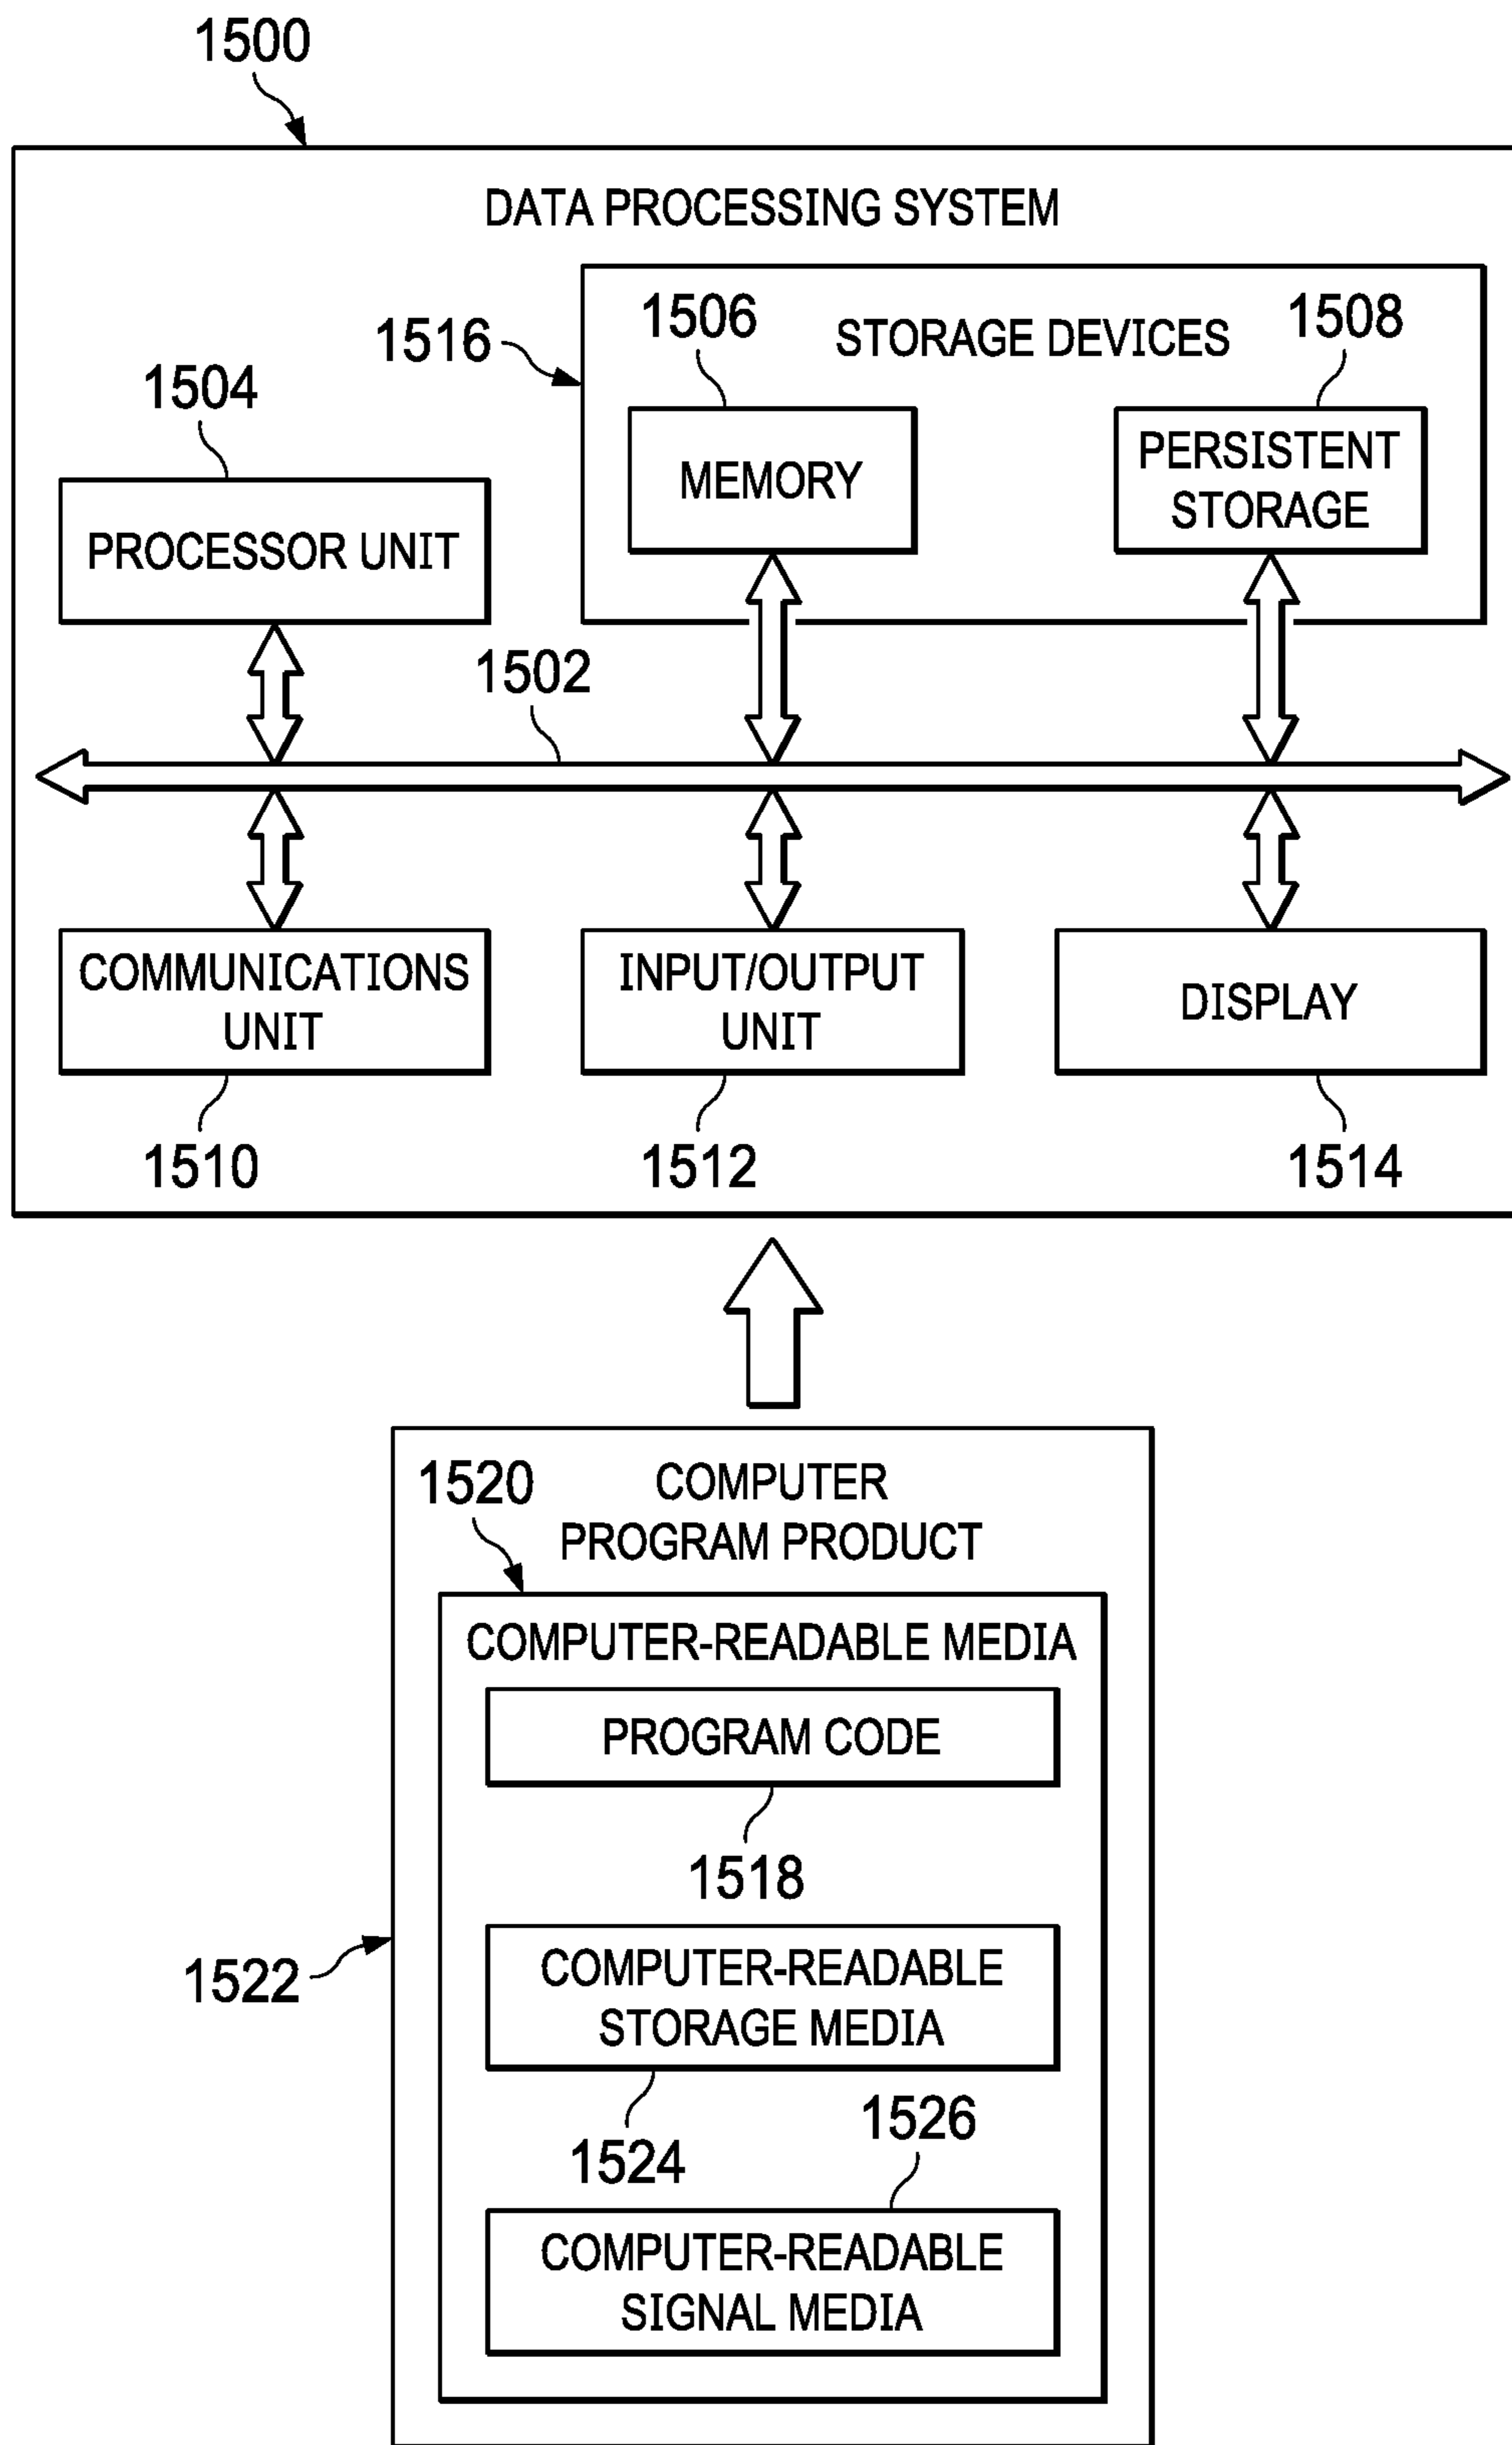 1500
DATA PROCESSING SYSTEM
1516
1506
STORAGE DEVICES
1508
1504
MEMORY
PERSISTENT
STORAGE
PROCESSOR UNIT
1502
COMMUNICATIONS
UNIT
INPUT/OUTPUT
UNIT
DISPLAY
1510
1512
1514
1520
COMPUTER
PROGRAM PRODUCT
COMPUTER-READABLE MEDIA
PROGRAM CODE
1518
1522
COMPUTER-READABLE
STORAGE MEDIA
1524
1526
COMPUTER-READABLE
SIGNAL MEDIA